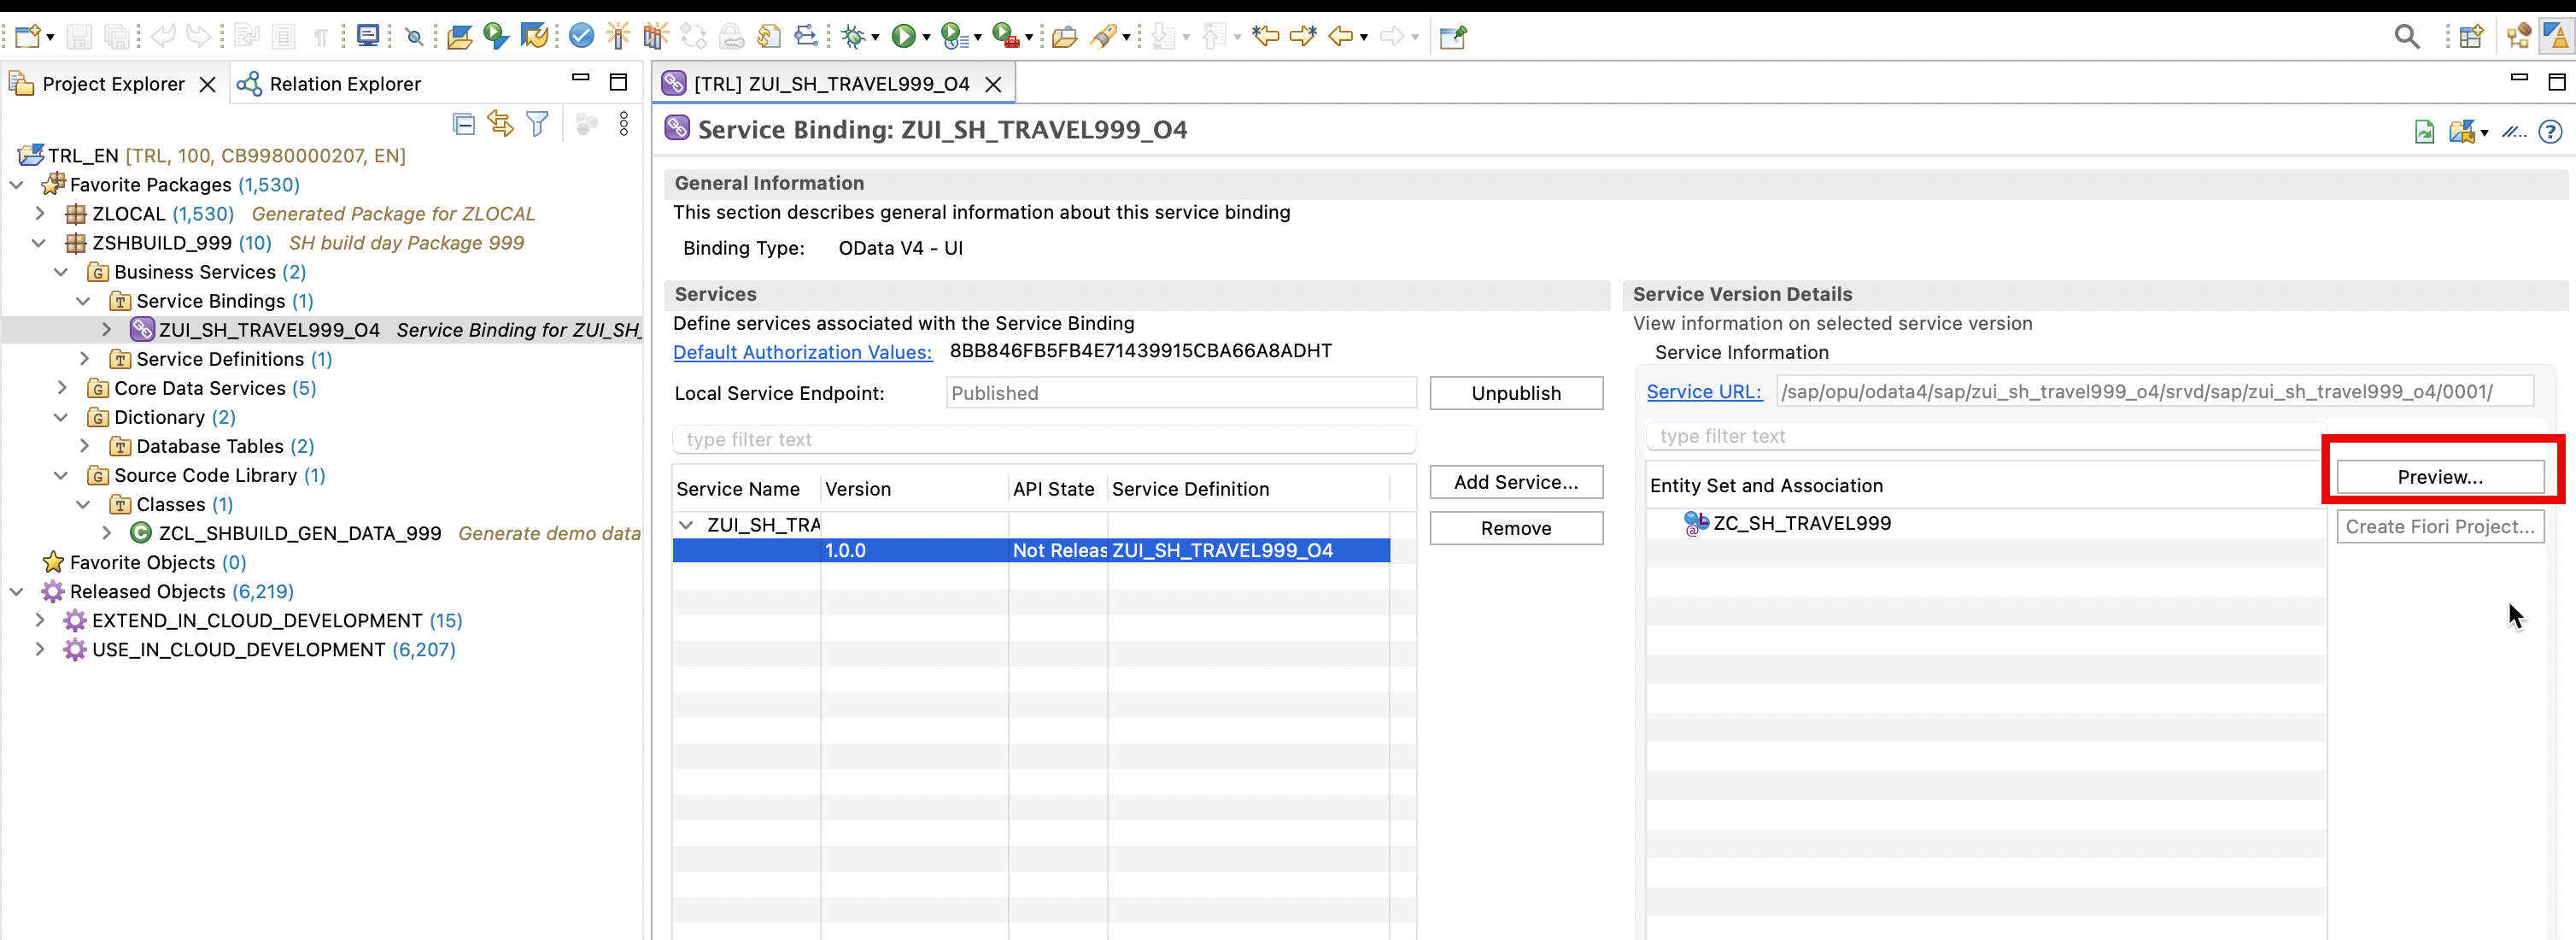 Project Explorer
Relation Explorer
TRL_EN [TRL, 100, CB9980000207, EN]
Favorite Packages (1,530)
ZLOCAL (1,530) Generated Package for ZLOCAL
ZSHBUILD_999 (10) SH build day Package 999
Business Services (2)
Service Bindings (1)
ZUI_SH_TRAVEL999_O4 Service Binding for ZUI_SH_
Service Definitions (1)
Core Data Services (5)
Dictionary (2)
Database Tables (2)
Source Code Library (1)
Classes (1)
ZCL_SHBUILD_GEN_DATA_999 Generate demo data
Favorite Objects (0)
Released Objects (6,219)
EXTEND_IN_CLOUD_DEVELOPMENT (15)
USE_IN_CLOUD_DEVELOPMENT (6,207)
[TRL] ZUI_SH_TRAVEL999_O4
Service Binding: ZUI_SH_TRAVEL999_O4
General Information
This section describes general information about this service binding
Binding Type: OData V4 - UI
Services
Define services associated with the Service Binding
Default Authorization Values: 8BB846FB5FB4E71439915CBA66A8ADHT
Local Service Endpoint: Published
Unpublish
type filter text
Service Name Version API State Service Definition
ZUI_SH_TRA
1.0.0 Not Releas ZUI_SH_TRAVEL999_O4
Add Service...
Remove
Service Version Details
View information on selected service version
Service Information
Service URL: /sap/opu/odata4/sap/zui_sh_travel999_o4/srvd/sap/zui_sh_travel999_o4/0001/
type filter text
Entity Set and Association
ZC_SH_TRAVEL999
Preview...
Create Fiori Project...